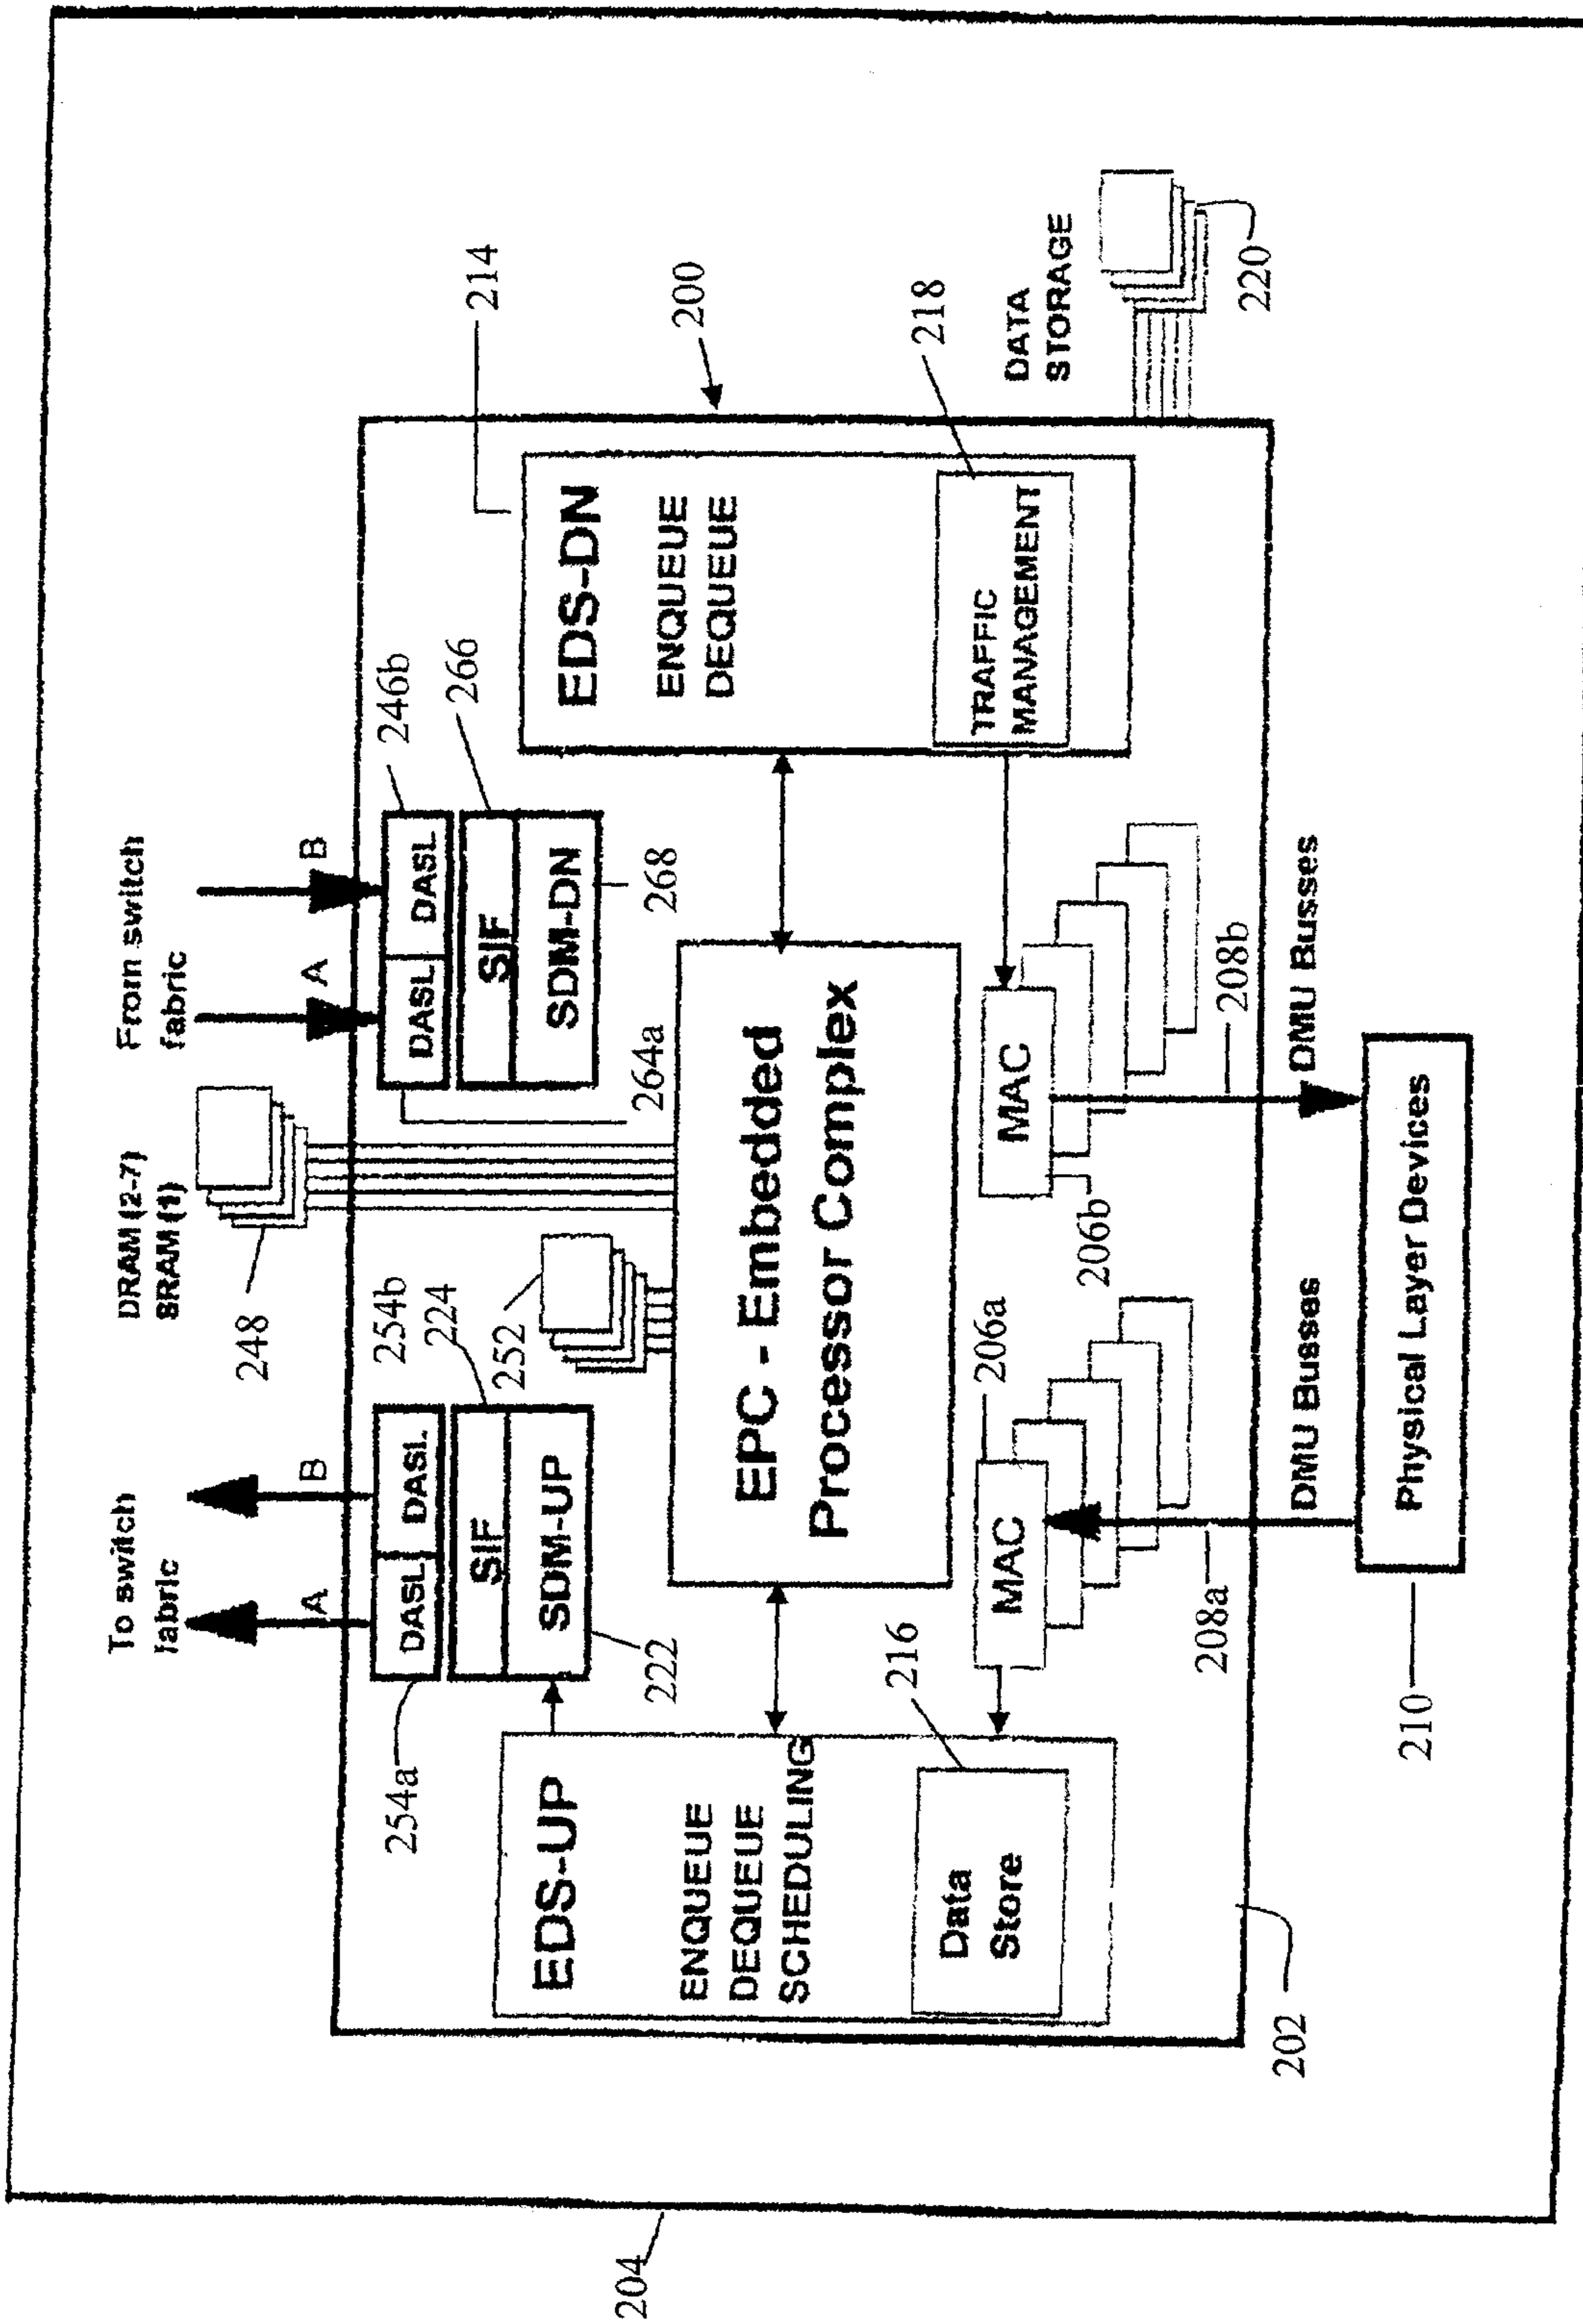 To switch
fabric
A
B
DRAM (2-7)
SRAM (1)
248
From switch
fabric
A
B
254a
DASL
DASL
254b
224
SIF
SDM-UP
222
252
DASL
DASL
246b
SIF
266
SDM-DN
268
264a
214
200
EDS-UP
ENQUEUE
DEQUEUE
SCHEDULING
Data
Store
216
EPC - Embedded
Processor Complex
EDS-DN
ENQUEUE
DEQUEUE
TRAFFIC
MANAGEMENT
218
DATA
STORAGE
220
MAC
206a
MAC
206b
208a
208b
202
DMU Busses
DMU Busses
Physical Layer Devices
210
204